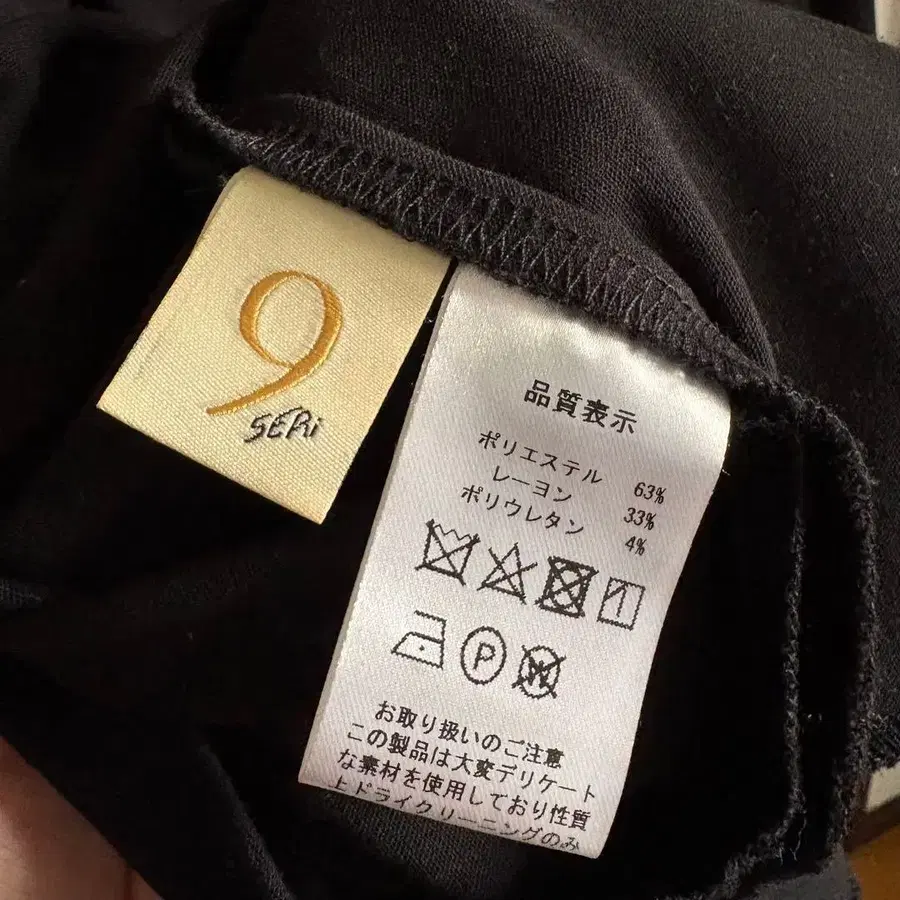 9
SERi
品質表示
ポリエステル 63%
レーヨン 33%
ポリウレタン 4%
P
W
お取り扱いのご注意
この製品は大変デリケート
な素材を使用しており性質
上ドライクリーニングのみ